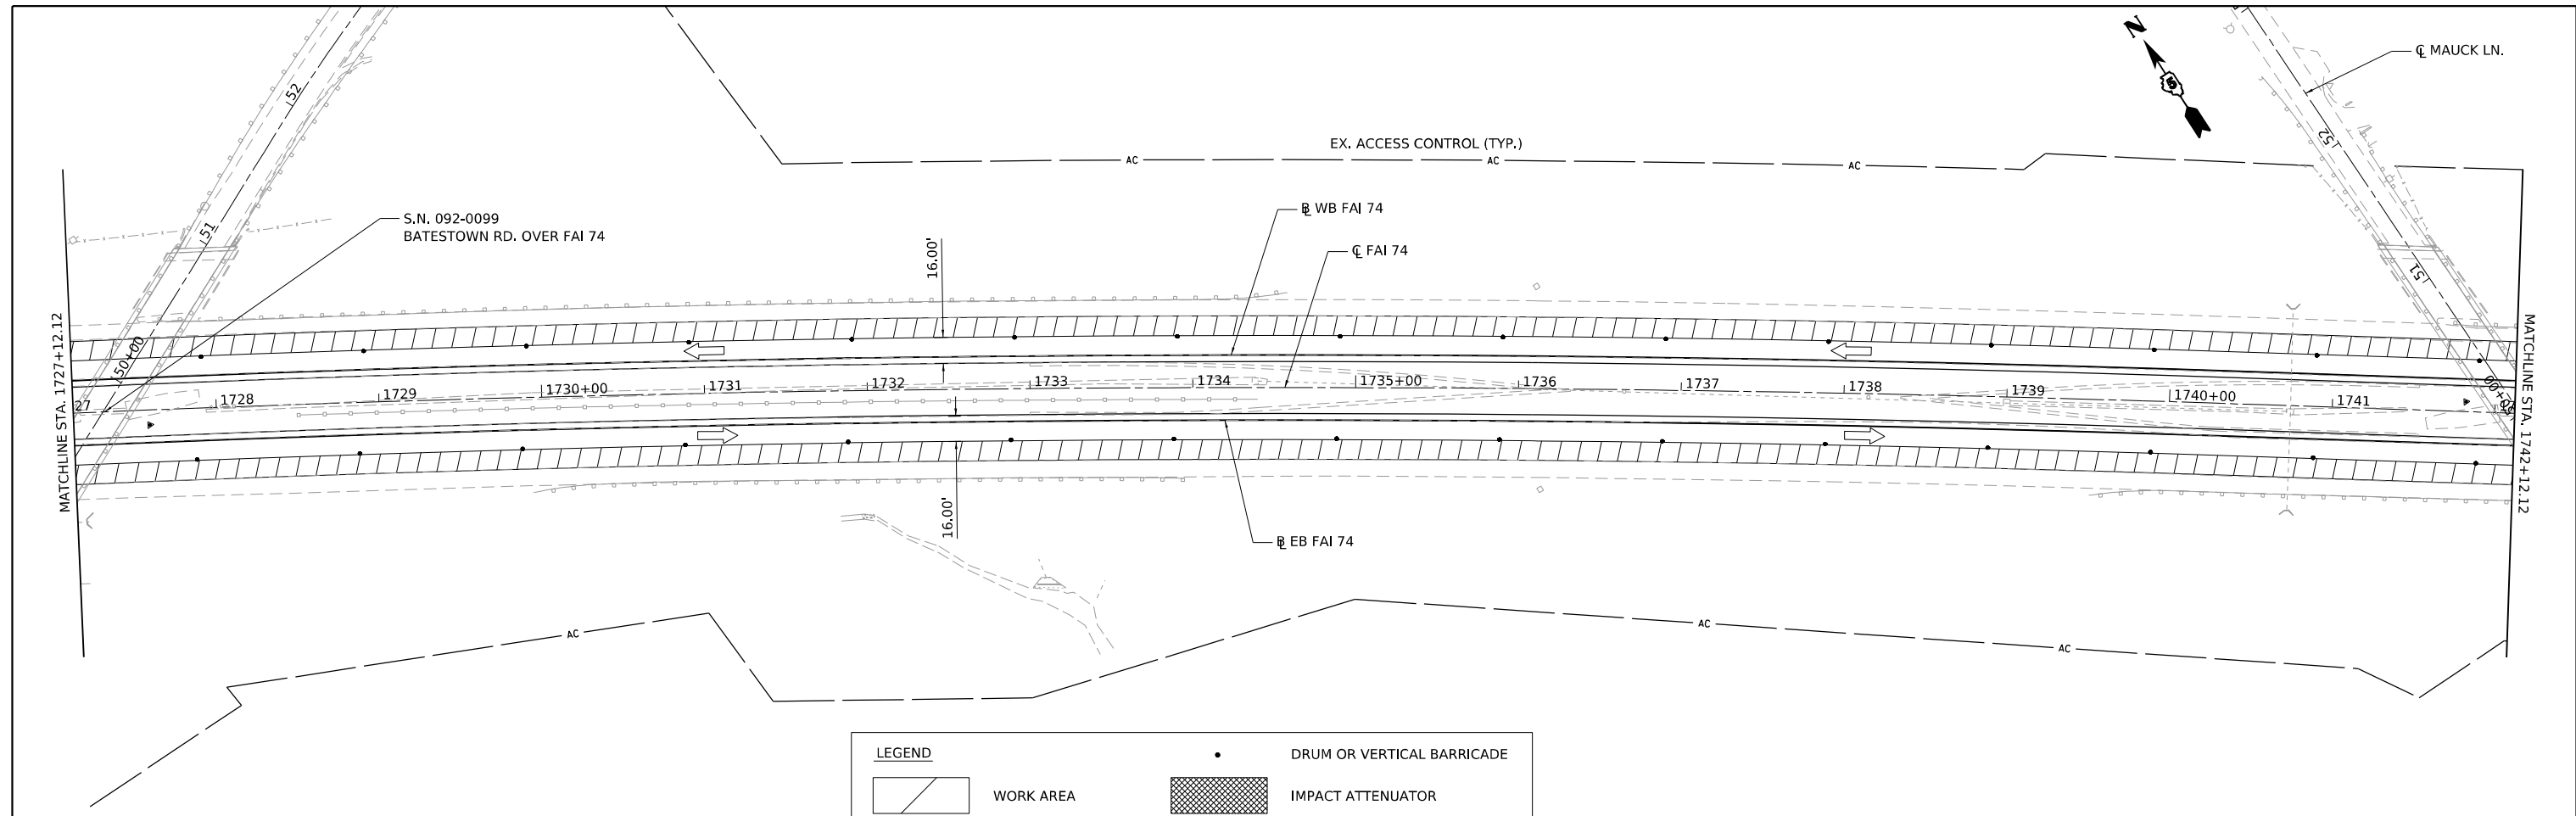 N
5
℄ MAUCK LN.
52
52
EX. ACCESS CONTROL (TYP.)
AC
AC
AC
S.N. 092-0099
BATESTOWN RD. OVER FAI 74
51
51
16.00'
℄ WB FAI 74
℄ FAI 74
MATCHLINE STA. 1727+12.12
150+00
27
1728
1729
1730+00
1731
1732
1733
1734
1735+00
1736
1737
1738
1739
1740+00
1741
MATCHLINE STA. 1742+12.12
16.00'
EB FAI 74
AC
AC
AC
LEGEND
DRUM OR VERTICAL BARRICADE
WORK AREA
IMPACT ATTENUATOR